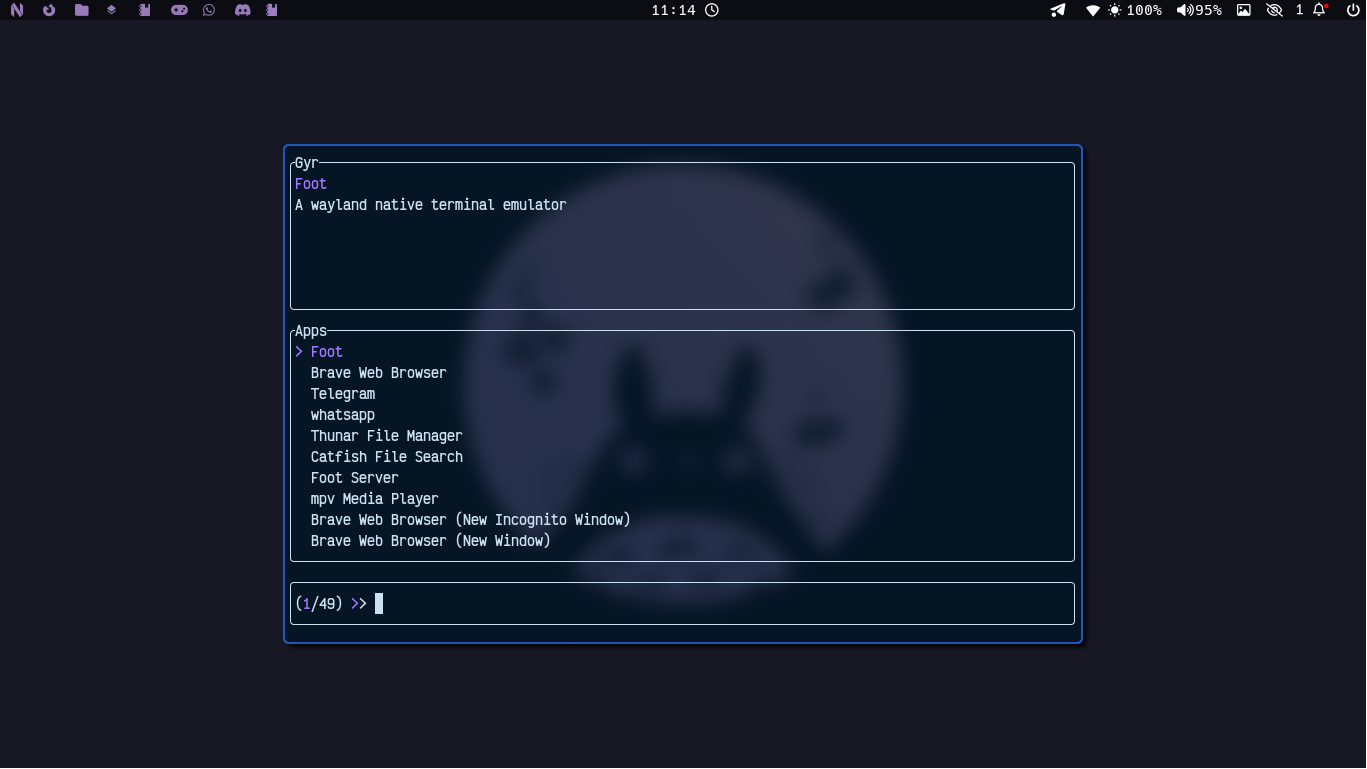 11:14
100%
95%
1
Gyr
Foot
A wayland native terminal emulator
Apps
> Foot
Brave Web Browser
Telegram
whatsapp
Thunar File Manager
Catfish File Search
Foot Server
mpv Media Player
Brave Web Browser (New Incognito Window)
Brave Web Browser (New Window)
(1/49) >>